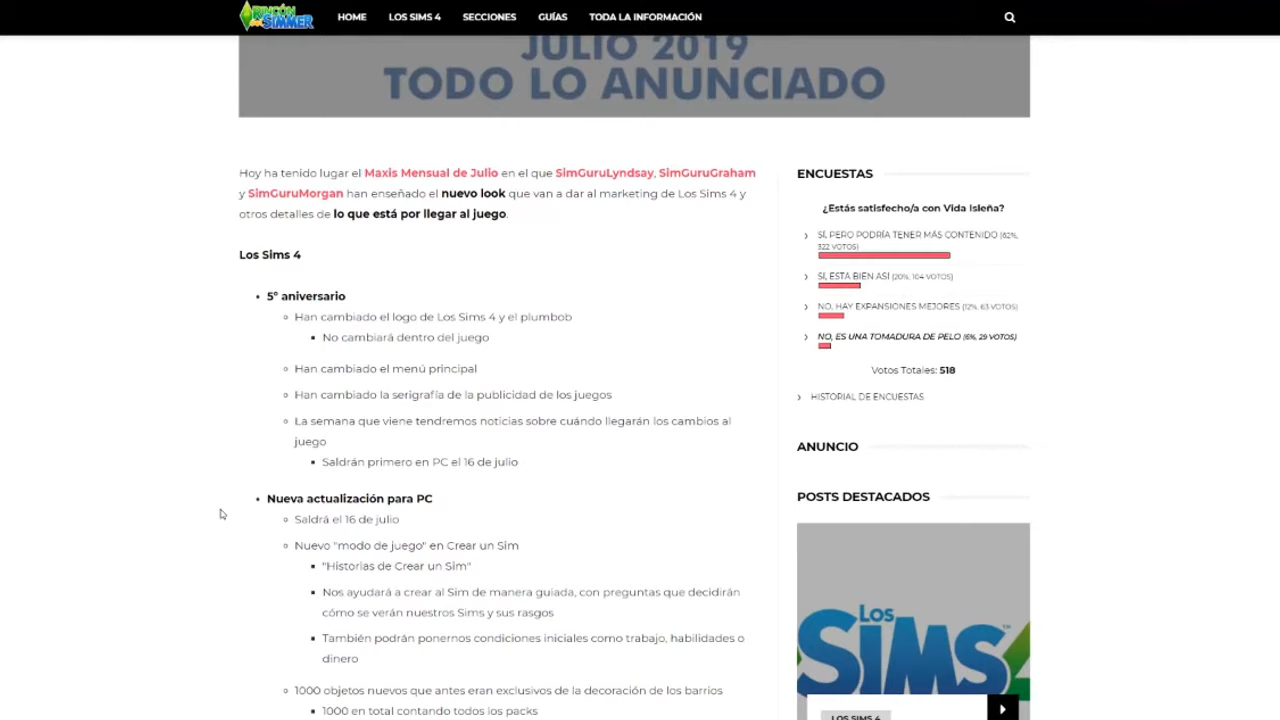 RINCÓN
DEL SIMMER
HOME
LOS SIMS 4
SECCIONES
GUÍAS
TODA LA INFORMACIÓN
JULIO 2019
TODO LO ANUNCIADO
Hoy ha tenido lugar el Maxis Mensual de Julio en el que SimGuruLyndsay, SimGuruGraham
y SimGuruMorgan han enseñado el nuevo look que van a dar al marketing de Los Sims 4 y
otros detalles de lo que está por llegar al juego.
Los Sims 4
5º aniversario
Han cambiado el logo de Los Sims 4 y el plumbob
No cambiará dentro del juego
Han cambiado el menú principal
Han cambiado la serigrafía de la publicidad de los juegos
La semana que viene tendremos noticias sobre cuándo llegarán los cambios al
juego
Saldrán primero en PC el 16 de julio
Nueva actualización para PC
Saldrá el 16 de julio
Nuevo "modo de juego" en Crear un Sim
"Historias de Crear un Sim"
Nos ayudará a crear al Sim de manera guiada, con preguntas que decidirán
cómo se verán nuestros Sims y sus rasgos
También podrán ponernos condiciones iniciales como trabajo, habilidades o
dinero
1000 objetos nuevos que antes eran exclusivos de la decoración de los barrios
1000 en total contando todos los packs
ENCUESTAS
¿Estás satisfecho/a con Vida Isleña?
SÍ, PERO PODRÍA TENER MÁS CONTENIDO (62%,
322 VOTOS)
SÍ, ESTÁ BIEN ASÍ (20%, 104 VOTOS)
NO, HAY EXPANSIONES MEJORES (12%, 63 VOTOS)
NO, ES UNA TOMADURA DE PELO (6%, 29 VOTOS)
Votos Totales: 518
HISTORIAL DE ENCUESTAS
ANUNCIO
POSTS DESTACADOS
LOS
SIMS 4
™
LOS SIMS 4